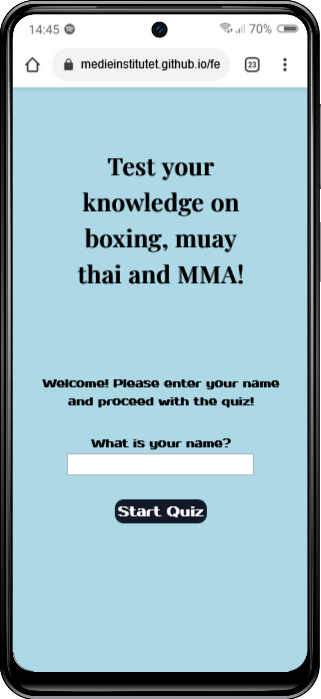 14:45 70%
medieinstitutet.github.io/fe 23
Test your
knowledge on
boxing, muay
thai and MMA!
Welcome! Please enter your name
and proceed with the quiz!
What is your name?
Start Quiz